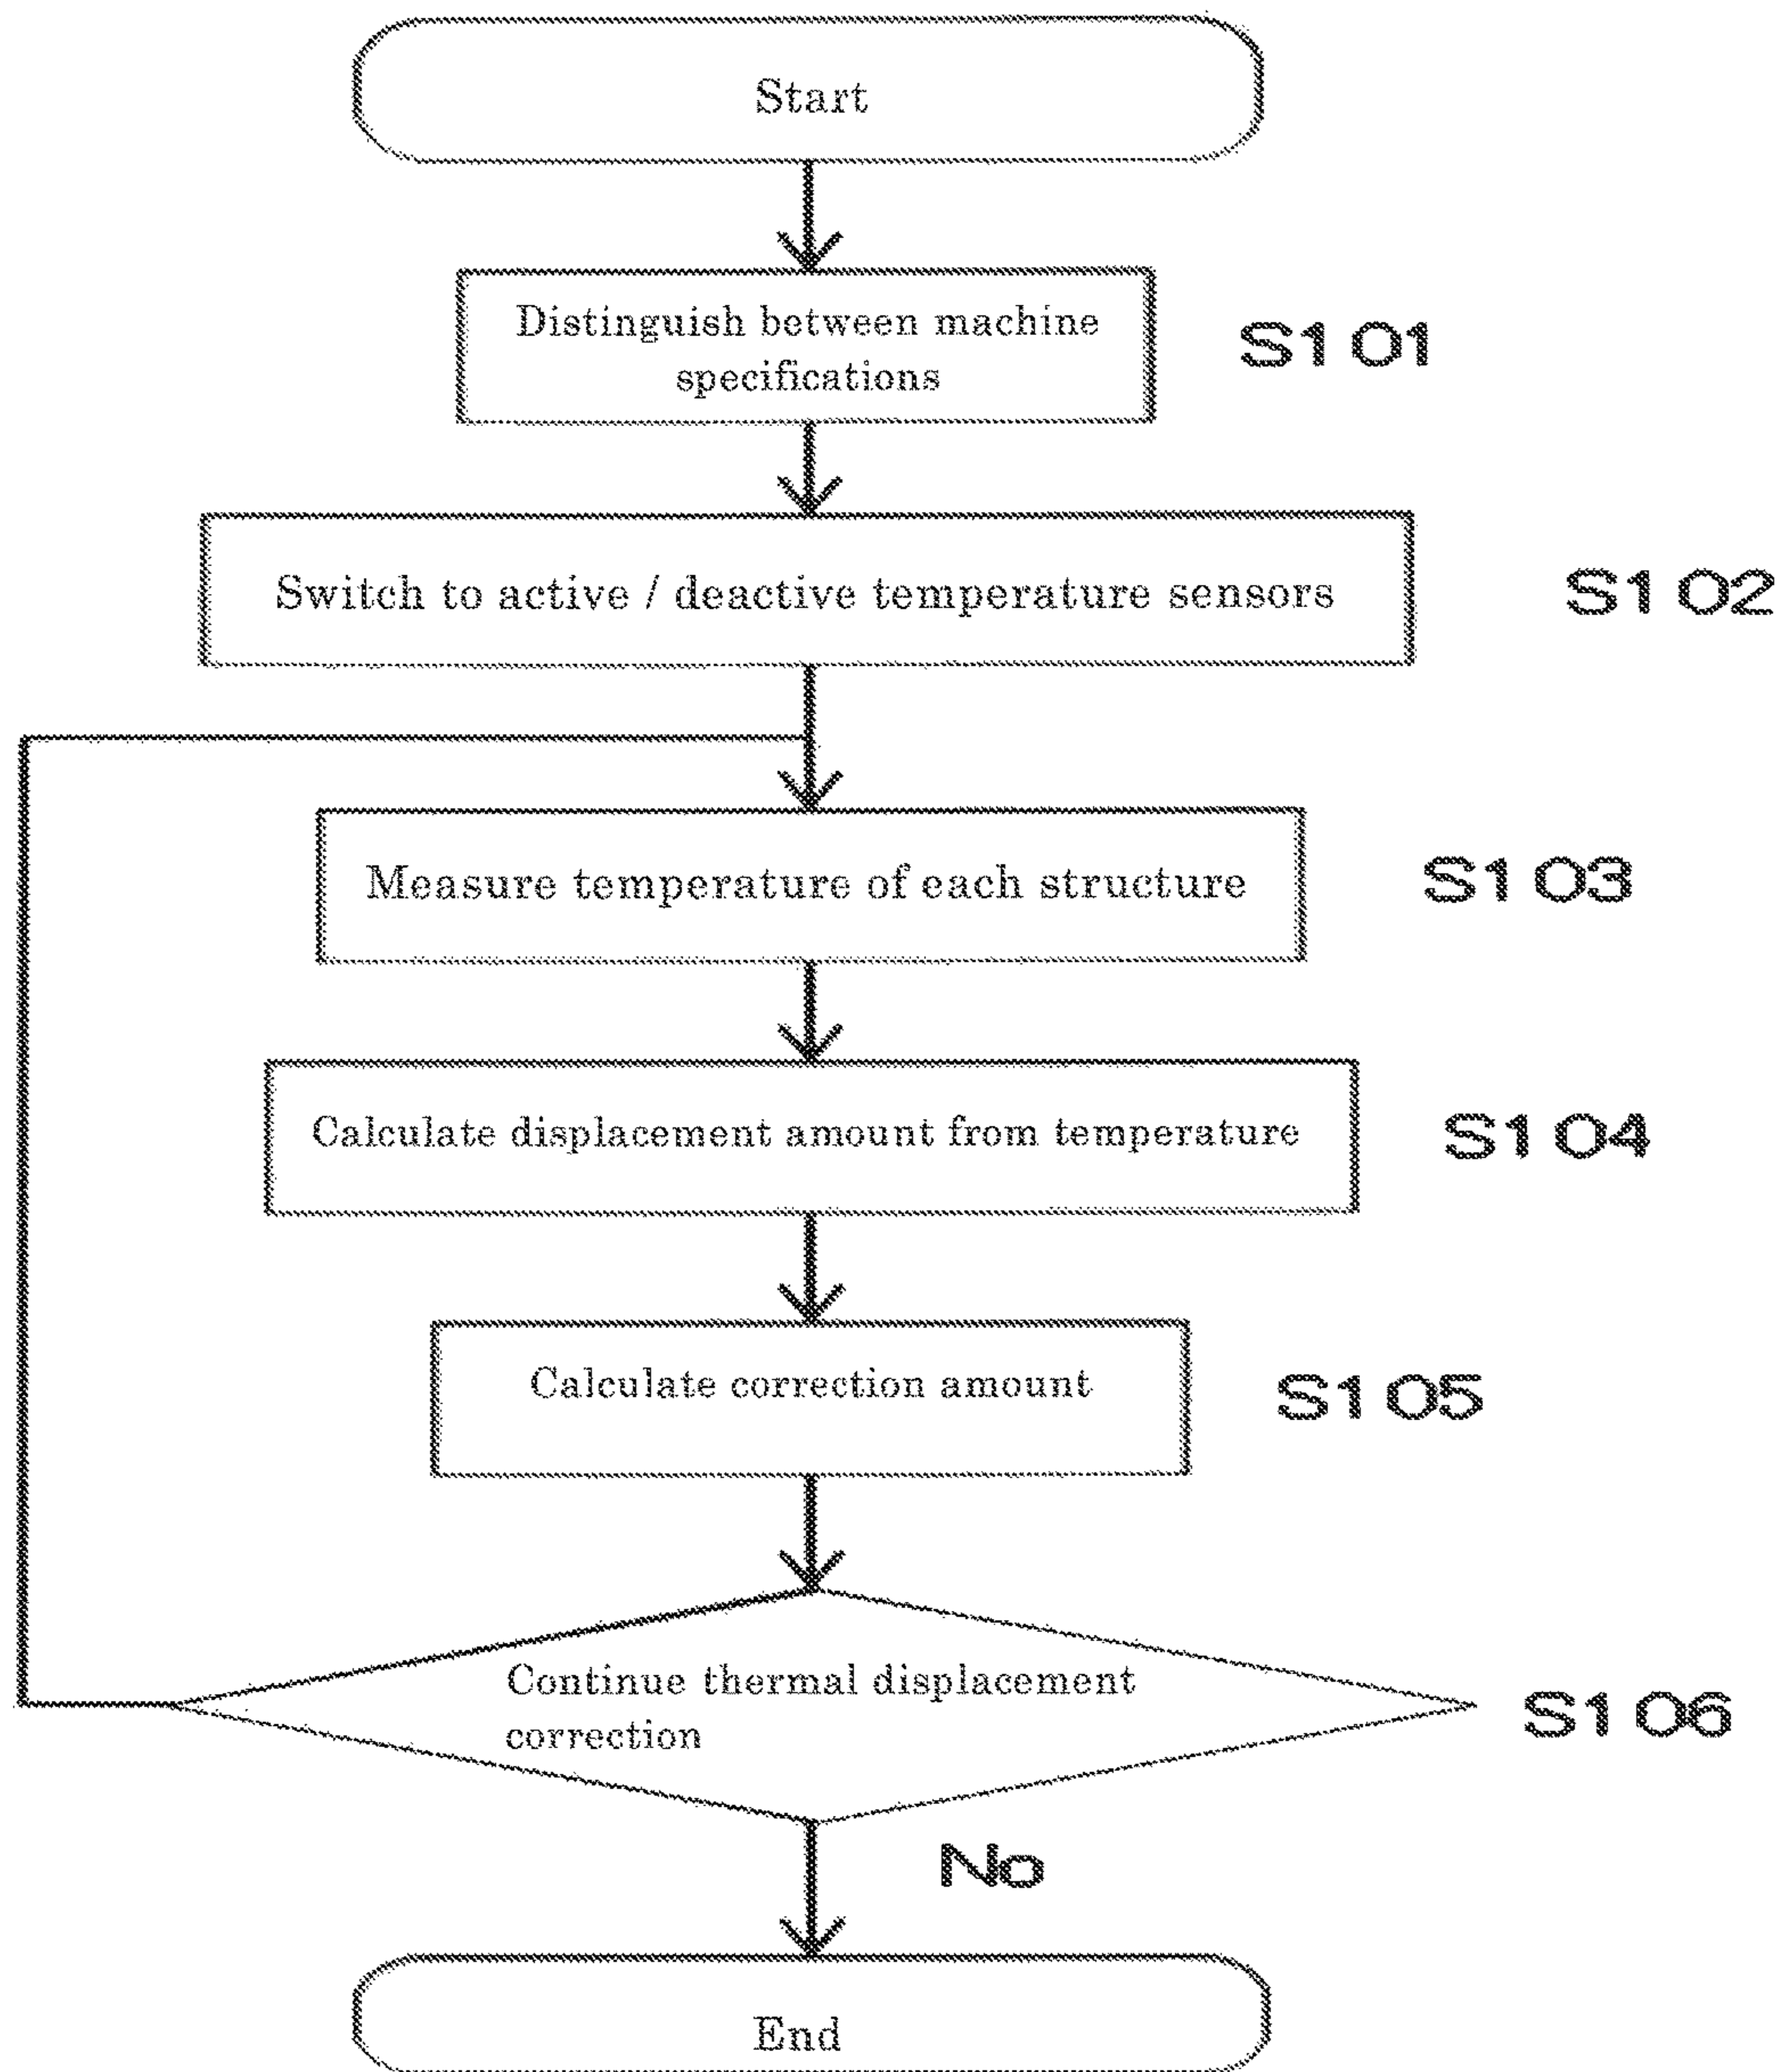 Start
Distinguish between machine
specifications
S101
Switch to active / deactive temperature sensors
S102
Measure temperature of each structure
S103
Calculate displacement amount from temperature
S104
Calculate correction amount
S105
Continue thermal displacement
correction
S106
No
End